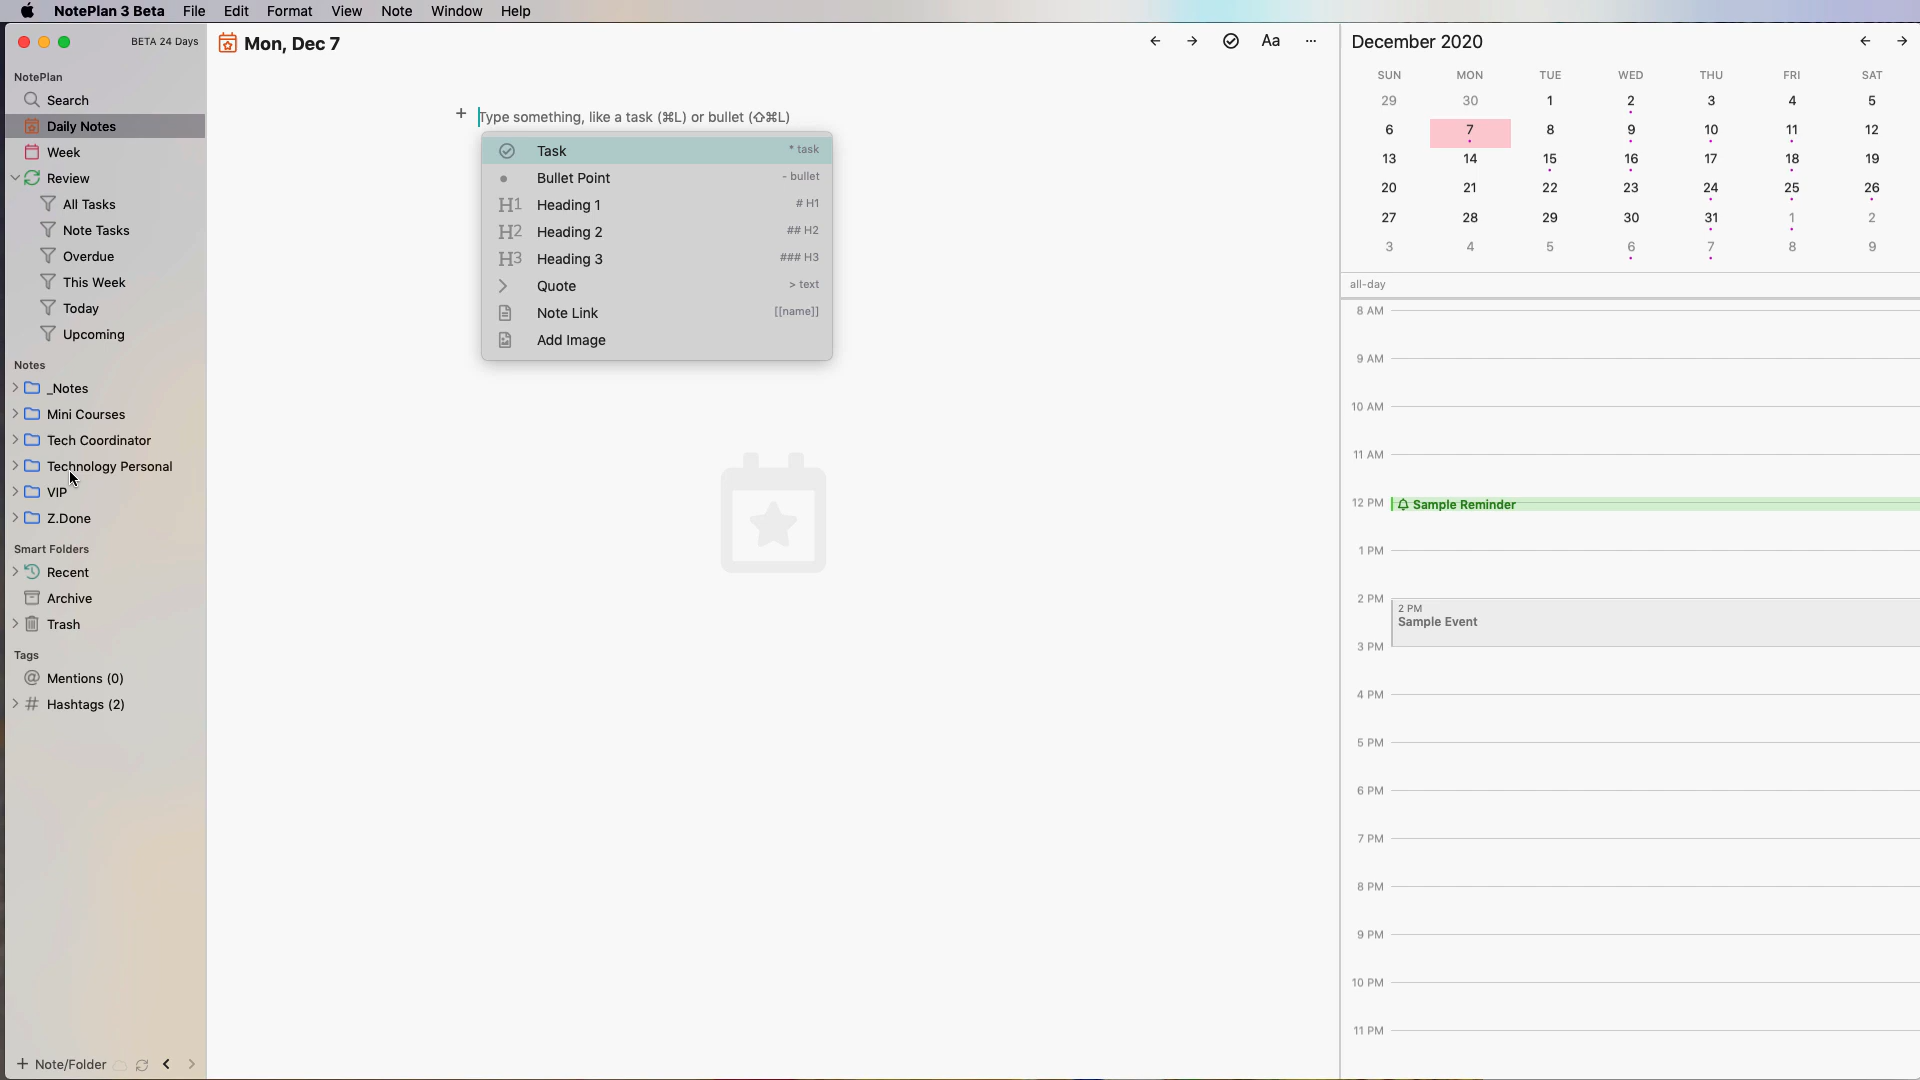 NotePlan 3 Beta File Edit Format View Note Window Help
BETA 24 Days
NotePlan
Search
Daily Notes
Week
Review
All Tasks
Note Tasks
Overdue
This Week
Today
Upcoming
Notes
_Notes
Mini Courses
Tech Coordinator
Technology Personal
VIP
Z.Done
Smart Folders
Recent
Archive
Trash
Tags
@ Mentions (0)
# Hashtags (2)
+ Note/Folder
Mon, Dec 7
Aa ...
+ Type something, like a task (⌘L) or bullet (⇧⌘L)
Task * task
Bullet Point - bullet
H1 Heading 1 # H1
H2 Heading 2 ## H2
H3 Heading 3 ### H3
Quote > text
Note Link [[name]]
Add Image
December 2020
SUN MON TUE WED THU FRI SAT
29 30 1 2 3 4 5
6 7 8 9 10 11 12
13 14 15 16 17 18 19
20 21 22 23 24 25 26
27 28 29 30 31 1 2
3 4 5 6 7 8 9
all-day
8 AM
9 AM
10 AM
11 AM
12 PM Sample Reminder
1 PM
2 PM
2 PM
Sample Event
3 PM
4 PM
5 PM
6 PM
7 PM
8 PM
9 PM
10 PM
11 PM